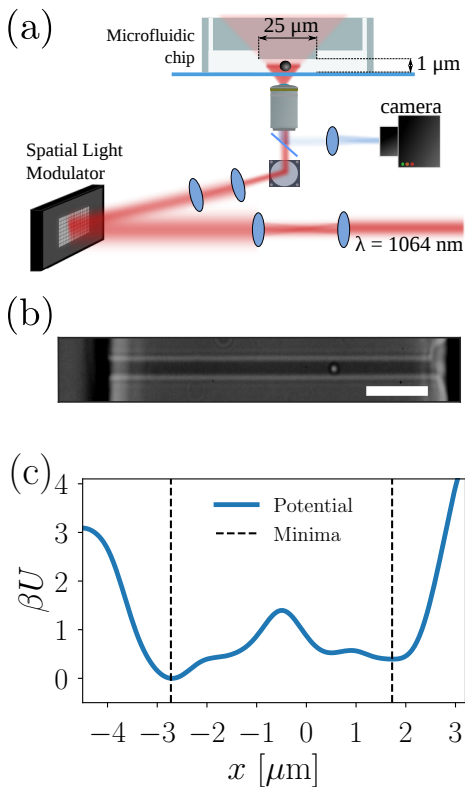 (a)
25 μm
Microfluidic
chip
1 μm
camera
Spatial Light
Modulator
λ = 1064 nm
(b)
(c)
4
3
2
1
0
βU
Potential
Minima
−4 −3 −2 −1 0 1 2 3
x [μm]